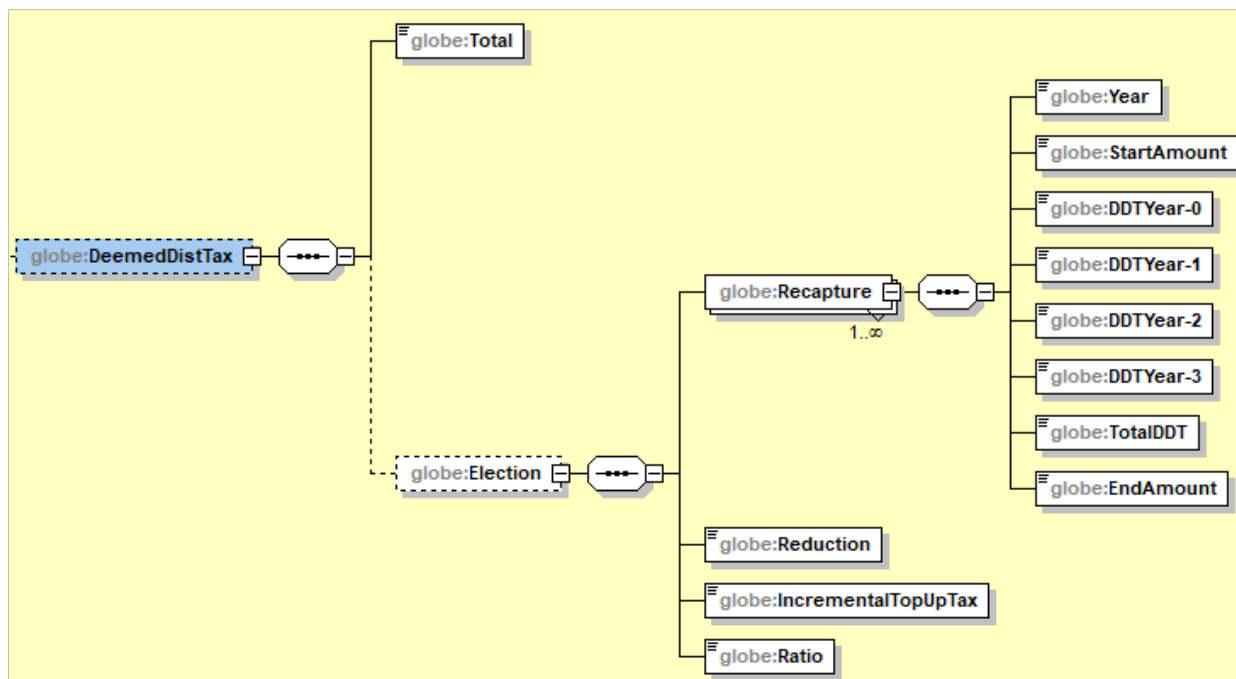 globe:Total
globe:Year
globe:StartAmount
globe:DDTYear-0
globe:DeemedDistTax
globe:DDTYear-1
globe:Recapture
1..∞
globe:DDTYear-2
globe:DDTYear-3
globe:TotalDDT
globe:Election
globe:EndAmount
globe:Reduction
globe:IncrementalTopUpTax
globe:Ratio